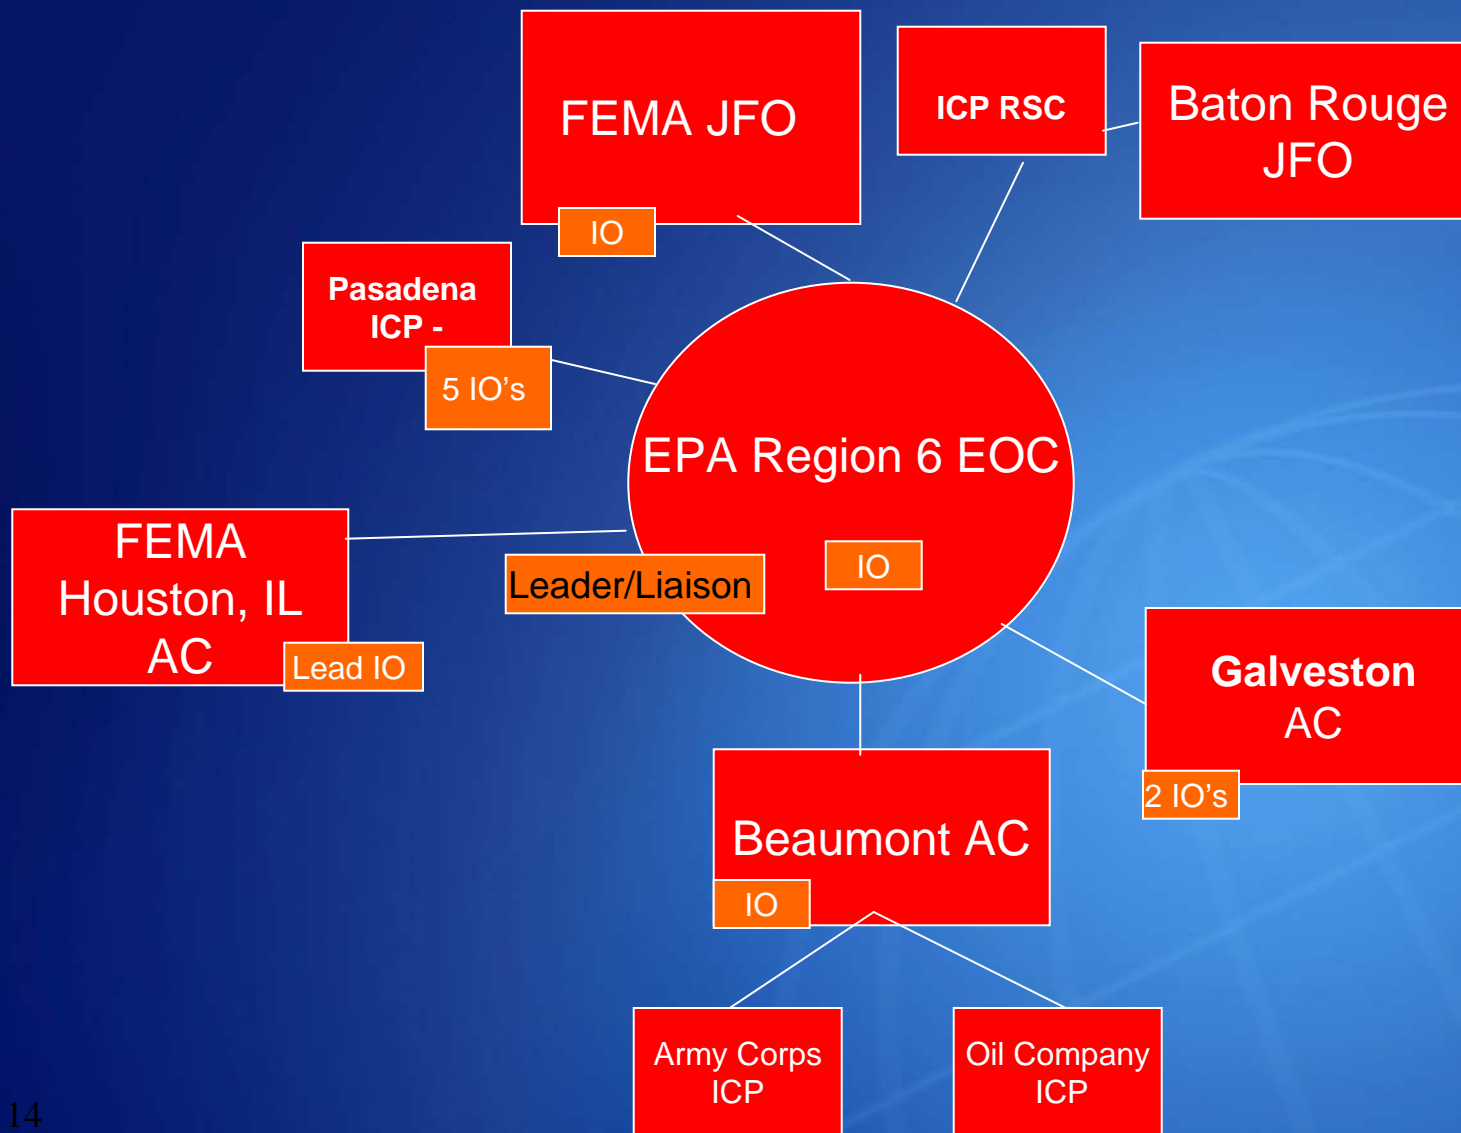 FEMA JFO
IO
ICP RSC
Baton Rouge
JFO
Pasadena
ICP -
5 IO’s
EPA Region 6 EOC
IO
Leader/Liaison
FEMA
Houston, IL
AC
Lead IO
Galveston
AC
2 IO’s
Beaumont AC
IO
Army Corps
ICP
Oil Company
ICP
14